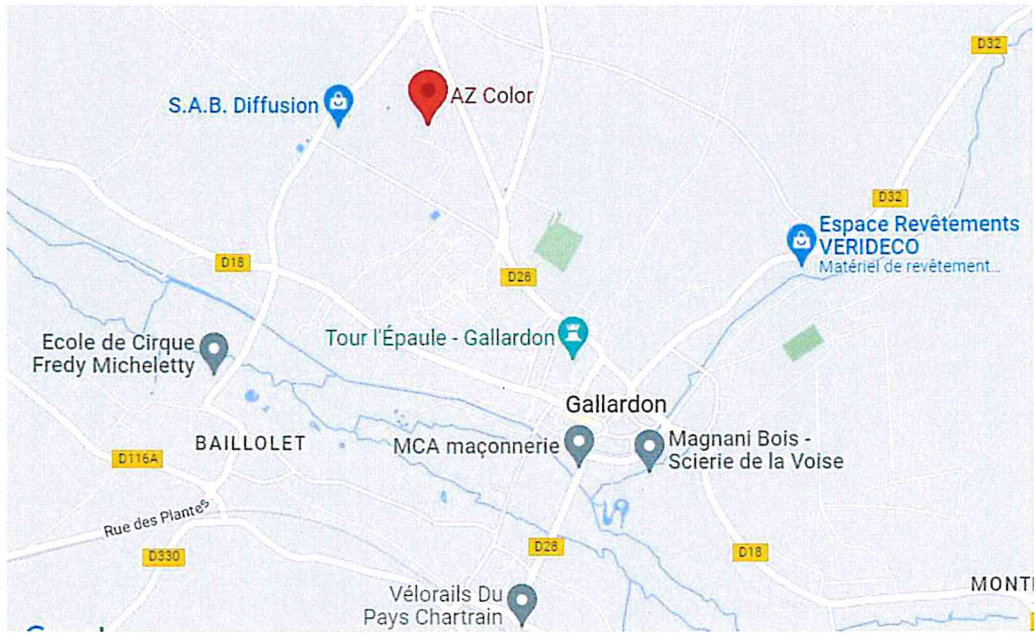 D32
S.A.B. Diffusion
AZ Color
D32
Espace Revêtements
VERIDECO
Matériel de revêtement...
D18
D28
Tour l'Épaule - Gallardon
Ecole de Cirque
Fredy Micheletty
Gallardon
BAILLOLET
MCA maçonnerie
Magnani Bois -
Scierie de la Voise
D116A
Rue des Plantes
D330
D28
D18
Vélorails Du
Pays Chartrain